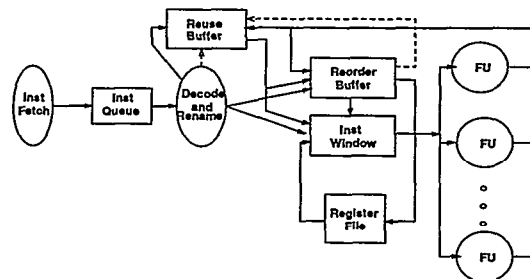 Reuse
Buffer
Inst
Fetch
Inst
Queue
Decode
and
Rename
Reorder
Buffer
Inst
Window
Register
File
FU
FU
FU